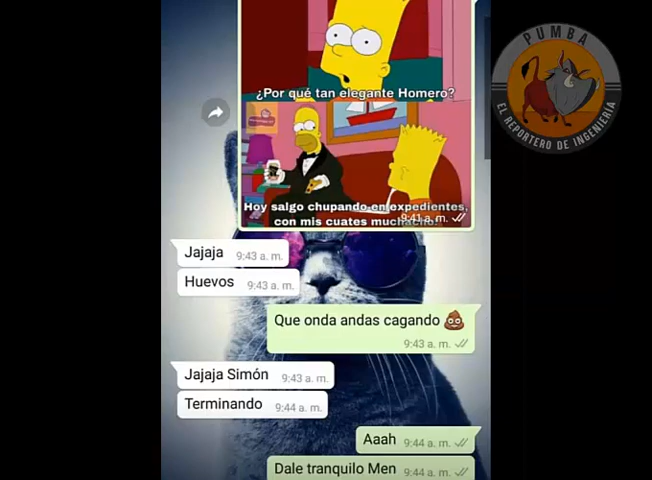 PUMBA
EL REPORTERO DE INGENIERIA
¿Por qué tan elegante Homero?
Hoy salgo chupando en expedientes,
con mis cuates
9:41 a. m.
Jajaja 9:43 a. m.
Huevos 9:43 a. m.
Que onda andas cagando 💩
9:43 a. m.
Jajaja Simón 9:43 a. m.
Terminando 9:44 a. m.
Aaah 9:44 a. m.
Dale tranquilo Men 9:44 a. m.